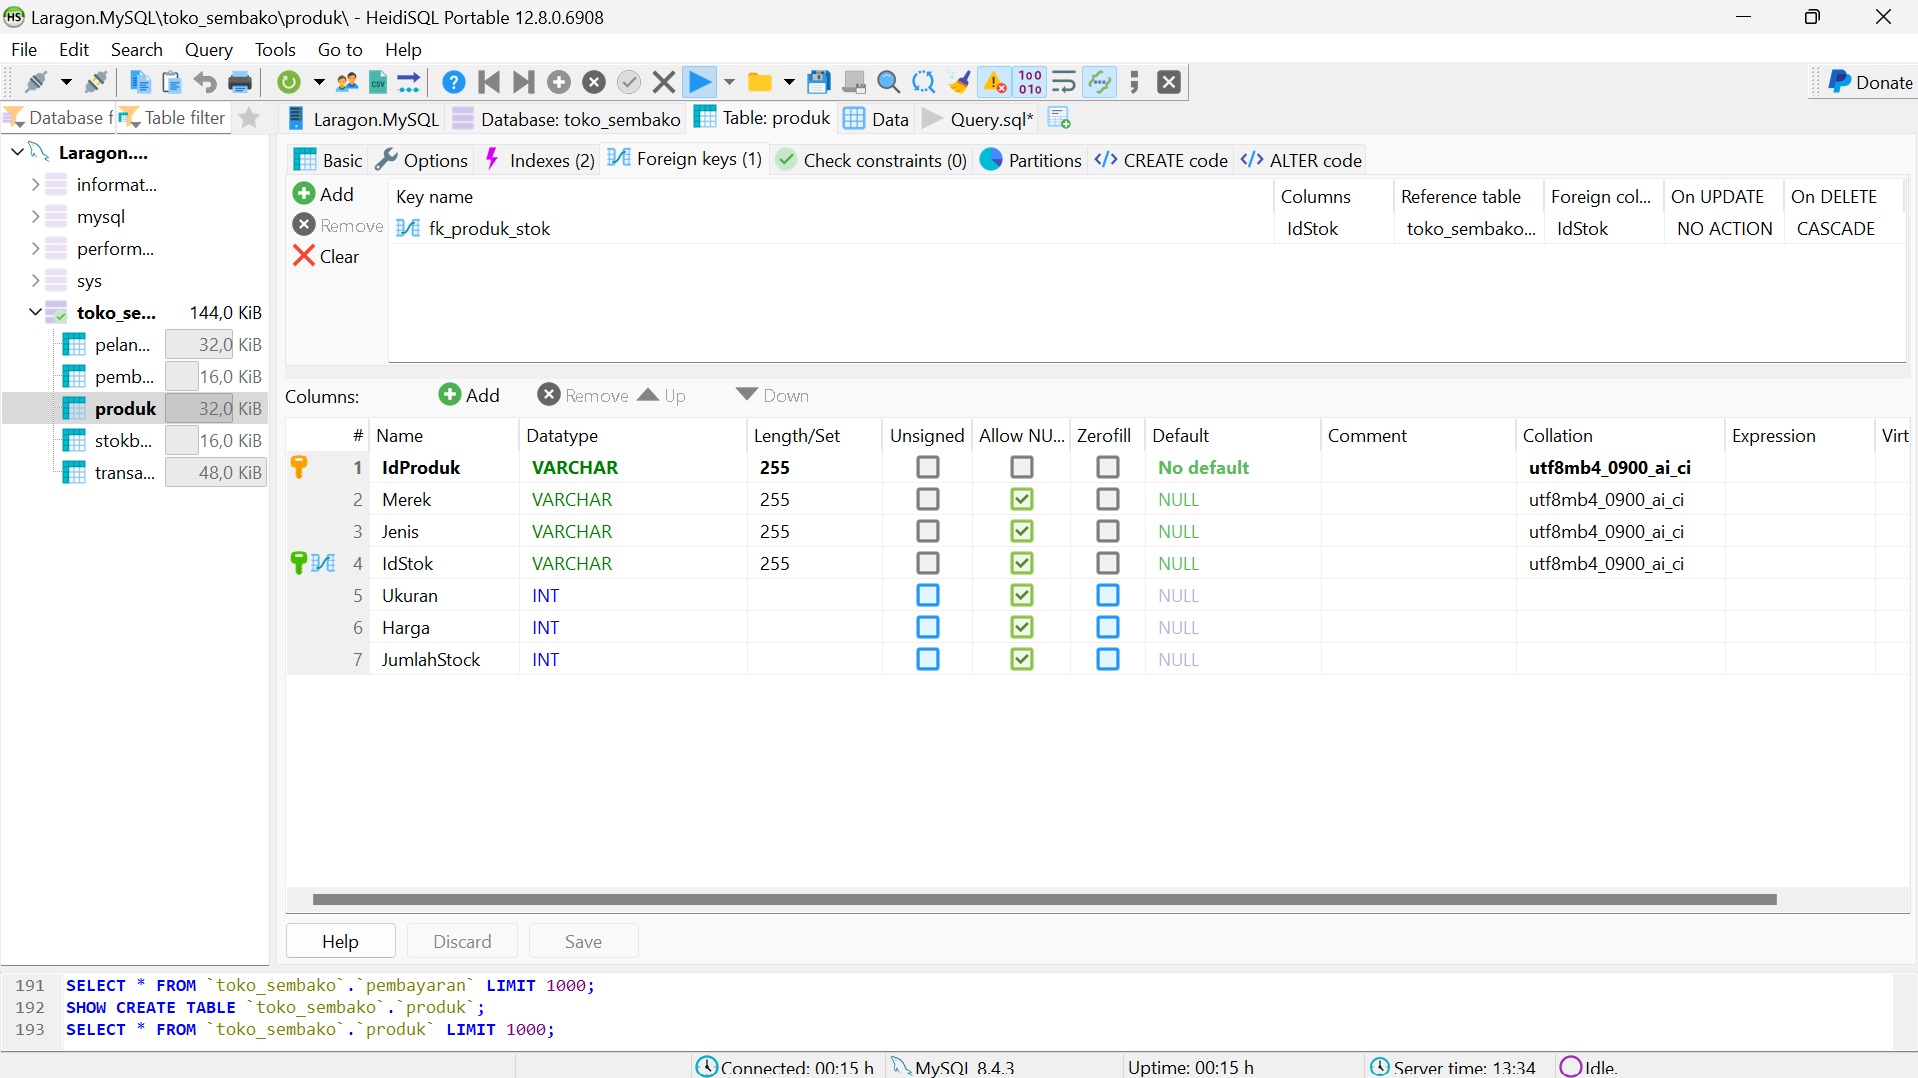 Laragon.MySQL\toko_sembako\produk\ - HeidiSQL Portable 12.8.0.6908
File Edit Search Query Tools Go to Help
Donate
Database f Table filter
Laragon.MySQL Database: toko_sembako Table: produk Data Query.sql*
Laragon....
informat...
mysql
perform...
sys
toko_se... 144,0 KiB
pelan... 32,0 KiB
pemb... 16,0 KiB
produk 32,0 KiB
stokb... 16,0 KiB
transa... 48,0 KiB
Basic Options Indexes (2) Foreign keys (1) Check constraints (0) Partitions CREATE code ALTER code
Add
Remove
Clear
Key name Columns Reference table Foreign col... On UPDATE On DELETE
fk_produk_stok IdStok toko_sembako... IdStok NO ACTION CASCADE
Columns: Add Remove Up Down
# Name Datatype Length/Set Unsigned Allow NU... Zerofill Default Comment Collation Expression Virt
1 IdProduk VARCHAR 255 No default utf8mb4_0900_ai_ci
2 Merek VARCHAR 255 NULL utf8mb4_0900_ai_ci
3 Jenis VARCHAR 255 NULL utf8mb4_0900_ai_ci
4 IdStok VARCHAR 255 NULL utf8mb4_0900_ai_ci
5 Ukuran INT NULL
6 Harga INT NULL
7 JumlahStock INT NULL
Help Discard Save
191 SELECT * FROM `toko_sembako`.`pembayaran` LIMIT 1000;
192 SHOW CREATE TABLE `toko_sembako`.`produk`;
193 SELECT * FROM `toko_sembako`.`produk` LIMIT 1000;
Connected: 00:15 h MySQL 8.4.3 Uptime: 00:15 h Server time: 13:34 Idle.